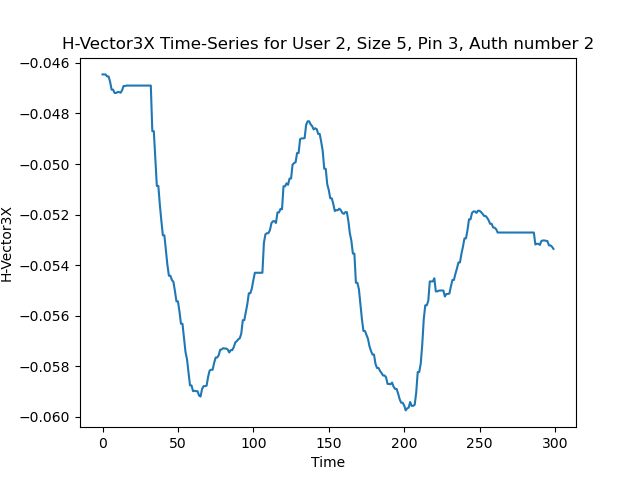 H-Vector3X Time-Series for User 2, Size 5, Pin 3, Auth number 2
−0.046
−0.048
−0.050
−0.052
−0.054
−0.056
−0.058
−0.060
H-Vector3X
0 50 100 150 200 250 300
Time